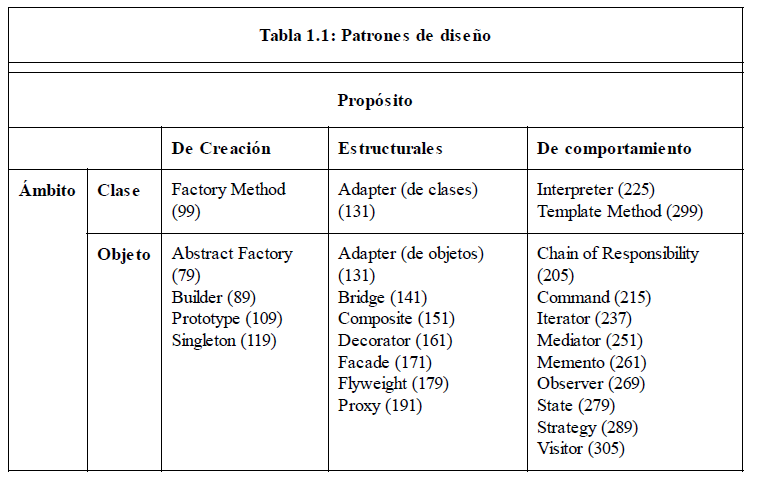 Tabla 1.1: Patrones de diseño
Propósito
De Creación
Estructurales
De comportamiento
Ámbito
Clase
Factory Method
(99)
Adapter (de clases)
(131)
Interpreter (225)
Template Method (299)
Objeto
Abstract Factory
(79)
Builder (89)
Prototype (109)
Singleton (119)
Adapter (de objetos)
(131)
Bridge (141)
Composite (151)
Decorator (161)
Facade (171)
Flyweight (179)
Proxy (191)
Chain of Responsibility
(205)
Command (215)
Iterator (237)
Mediator (251)
Memento (261)
Observer (269)
State (279)
Strategy (289)
Visitor (305)